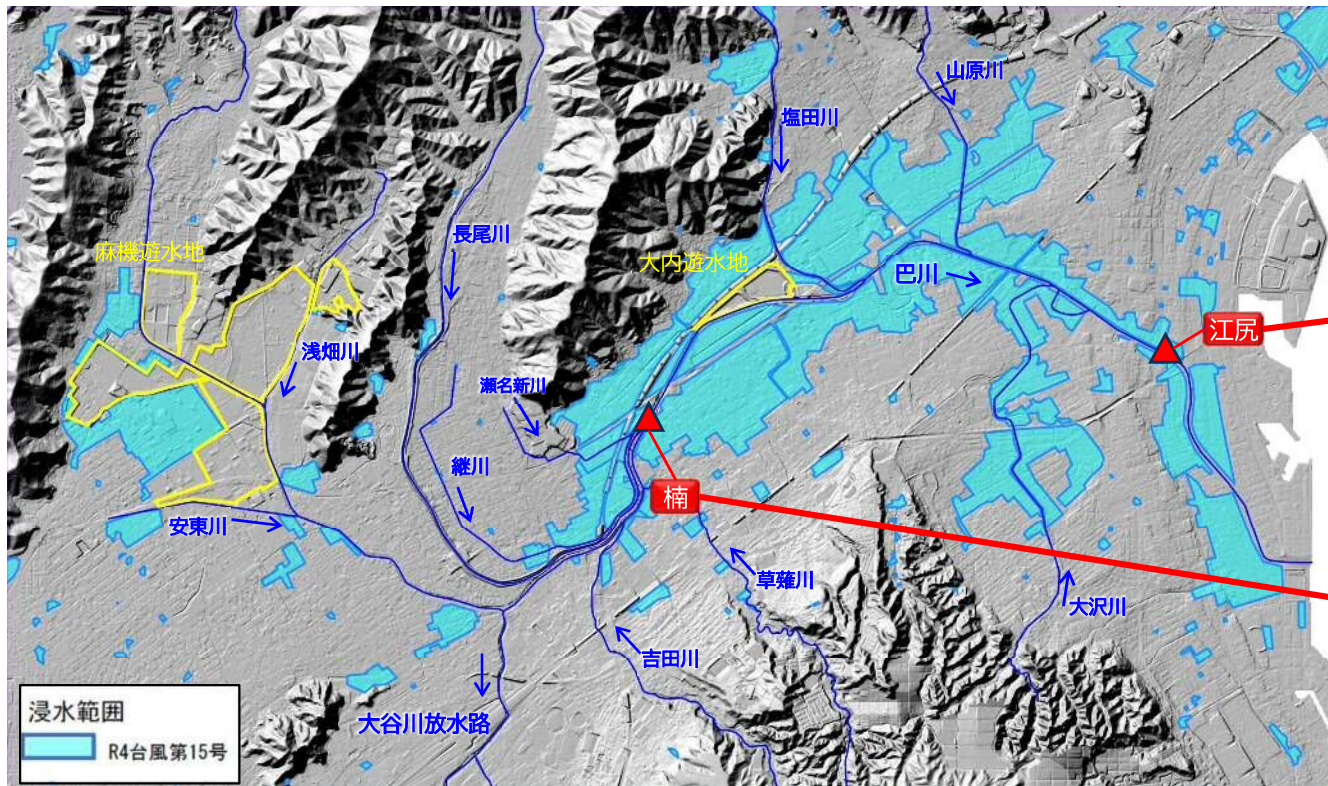 山原川
塩田川
長尾川
麻機遊水地
大内遊水地
巴川
江尻
浅畑川
瀬名新川
継川
楠
安東川
草薙川
大沢川
吉田川
大谷川放水路
浸水範囲
R4台風第15号